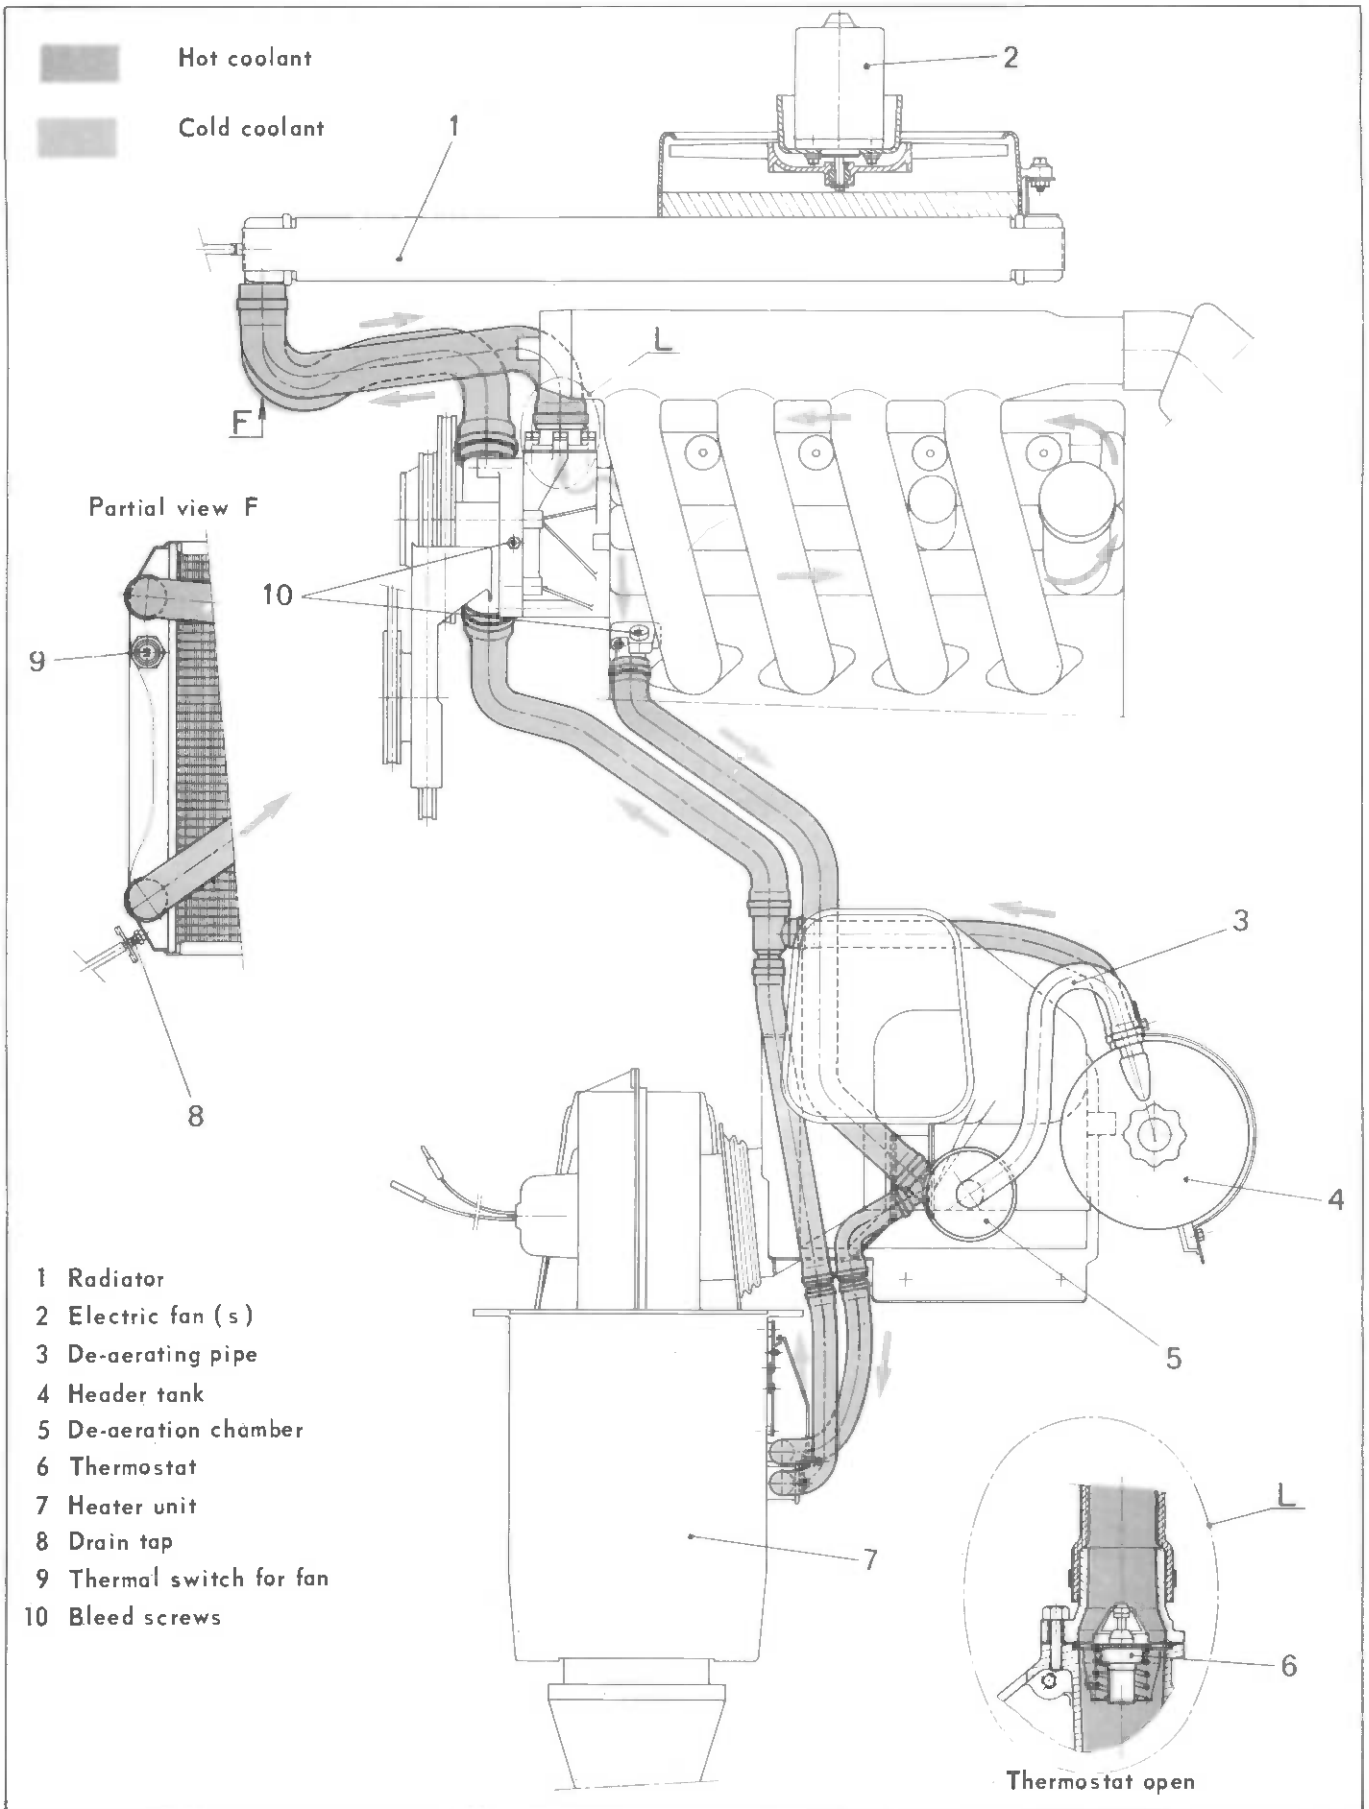 Hot coolant
Cold coolant
1
2
L
F
Partial view F
10
9
3
8
4
5
1 Radiator
2 Electric fan (s)
3 De-aerating pipe
4 Header tank
5 De-aeration chamber
6 Thermostat
7 Heater unit
8 Drain tap
9 Thermal switch for fan
10 Bleed screws
L
7
6
Thermostat open